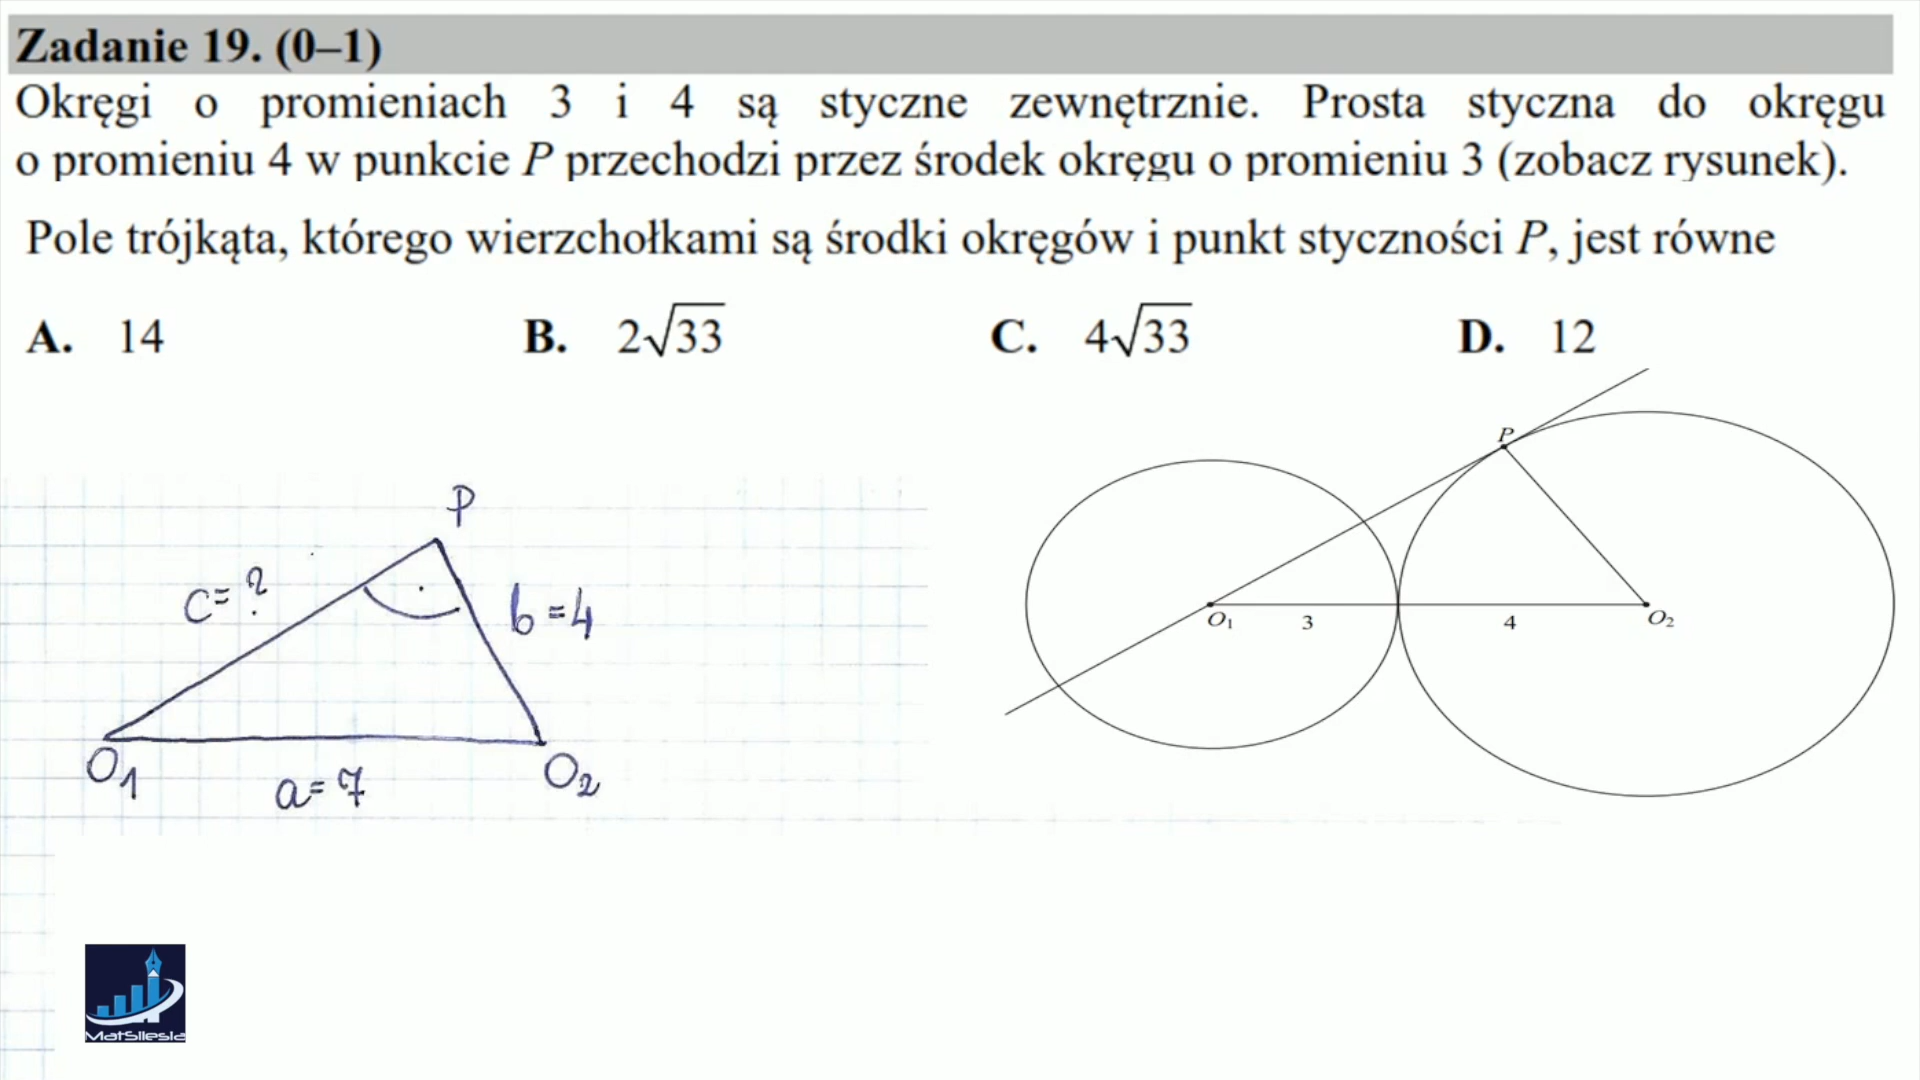 Zadanie 19. (0–1)
Okręgi o promieniach 3 i 4 są styczne zewnętrznie. Prosta styczna do okręgu
o promieniu 4 w punkcie P przechodzi przez środek okręgu o promieniu 3 (zobacz rysunek).
Pole trójkąta, którego wierzchołkami są środki okręgów i punkt styczności P, jest równe
A. 14 B. 2√33 C. 4√33 D. 12
P
c=?
b=4
O₁
a=7
O₂
P
O₁
3
4
O₂
MatSilesia